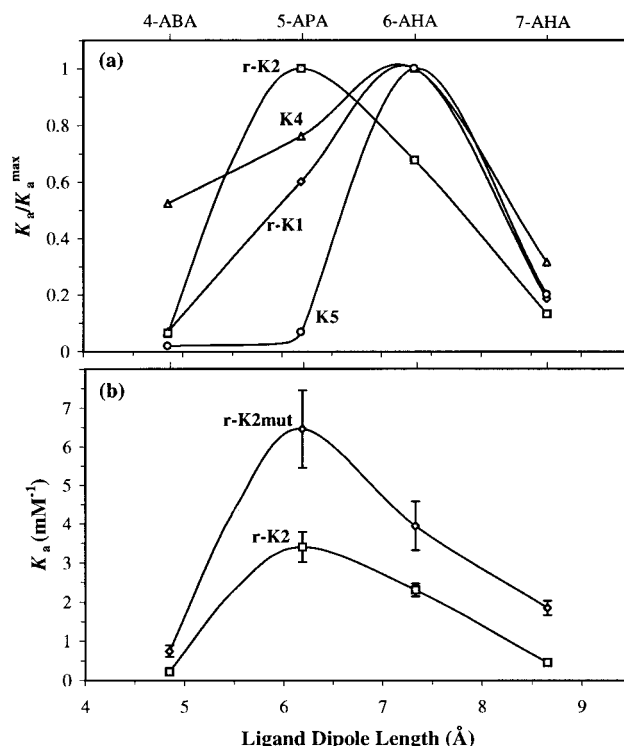 4-ABA 5-APA 6-AHA 7-AHA
(a)
r-K2
K4
r-K1
K5
1
0.8
0.6
0.4
0.2
0
Ka/Ka^max
(b)
r-K2mut
r-K2
7
6
5
4
3
2
1
0
Ka (mM^-1)
4 5 6 7 8 9
Ligand Dipole Length (Å)